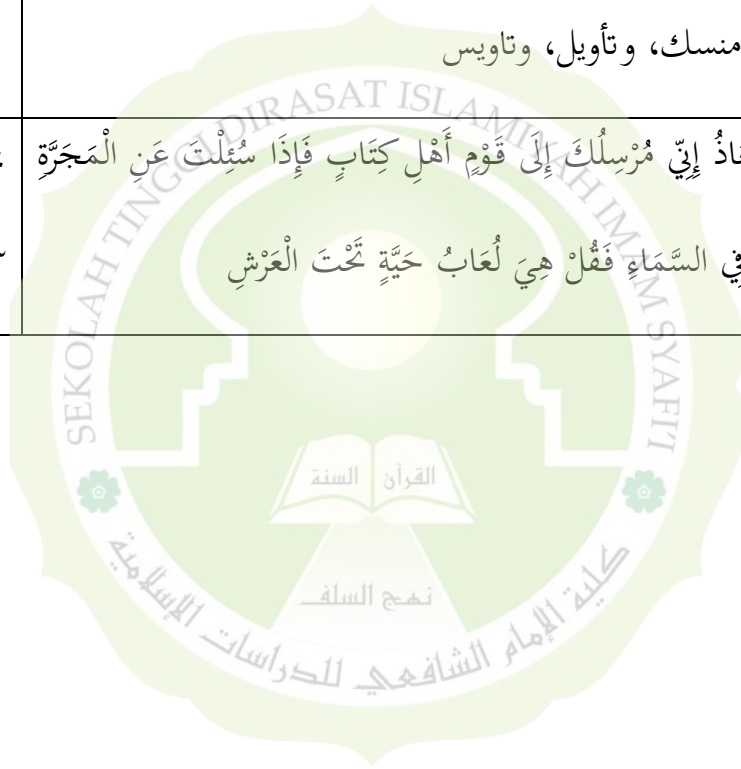 منسك، وتأويل، وتاويس
إِنِّي مُرْسِلُكَ إِلَى قَوْمٍ أَهْلِ كِتَابٍ فَإِذَا سُئِلْتَ عَنِ الْمَجَرَّةِ
فِي السَّمَاءِ فَقُلْ هِيَ لُعَابُ حَيَّةٍ تَحْتَ الْعَرْشِ
SEKOLAH TINGGI DIRASAT ISLAMIYAH IMAM SYAFI'I
القرآن السنة
نهج السلف
كلية الإمام الشافعي للدراسات الإسلامية